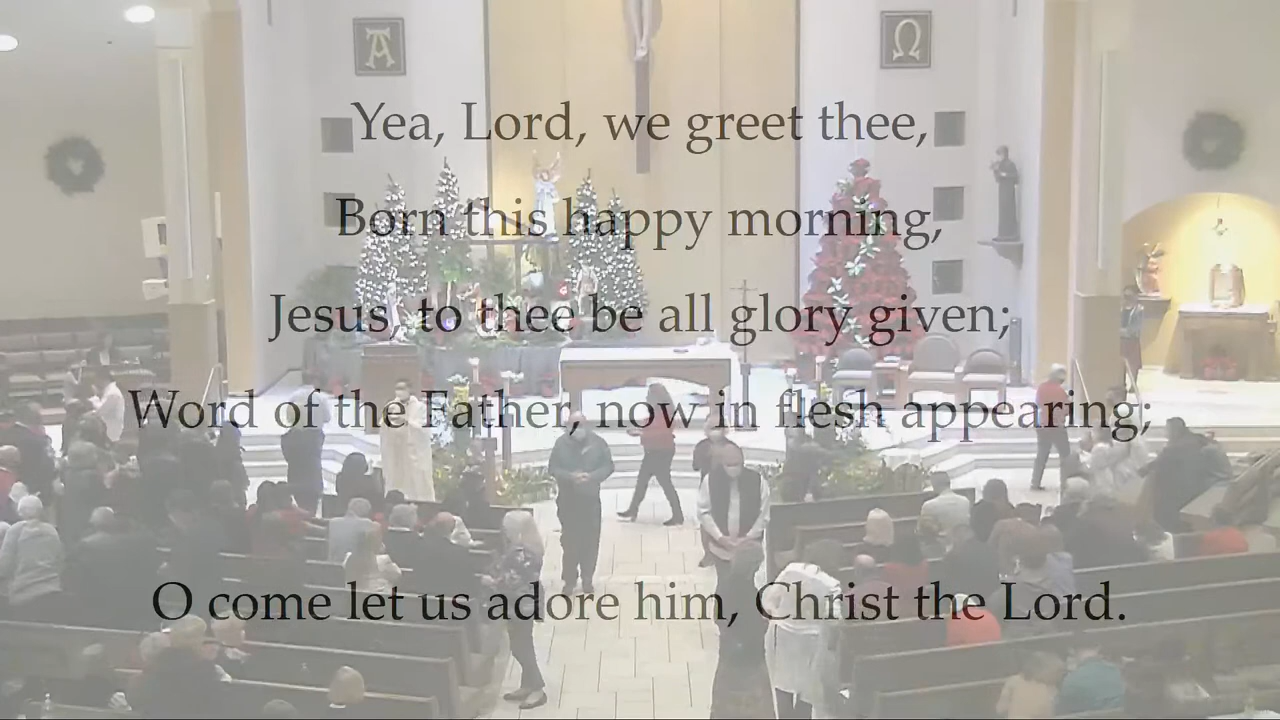 Α Ω
Yea, Lord, we greet thee,
Born this happy morning,
Jesus, to thee be all glory given;
Word of the Father, now in flesh appearing;
O come let us adore him, Christ the Lord.